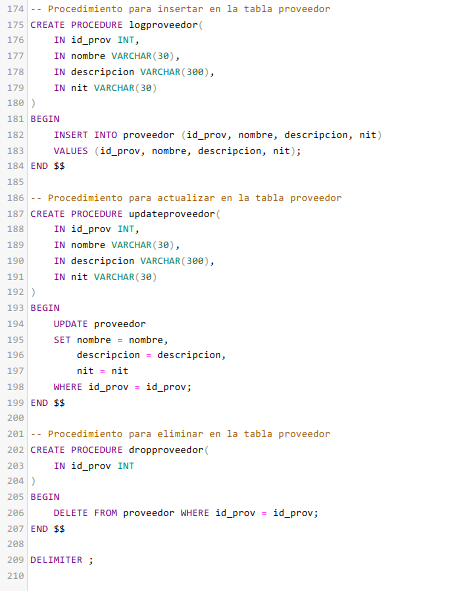 174 -- Procedimiento para insertar en la tabla proveedor
175 CREATE PROCEDURE logproveedor(
176     IN id_prov INT,
177     IN nombre VARCHAR(30),
178     IN descripcion VARCHAR(300),
179     IN nit VARCHAR(30)
180 )
181 BEGIN
182     INSERT INTO proveedor (id_prov, nombre, descripcion, nit)
183     VALUES (id_prov, nombre, descripcion, nit);
184 END $$
185
186 -- Procedimiento para actualizar en la tabla proveedor
187 CREATE PROCEDURE updateproveedor(
188     IN id_prov INT,
189     IN nombre VARCHAR(30),
190     IN descripcion VARCHAR(300),
191     IN nit VARCHAR(30)
192 )
193 BEGIN
194     UPDATE proveedor
195     SET nombre = nombre,
196         descripcion = descripcion,
197         nit = nit
198     WHERE id_prov = id_prov;
199 END $$
200
201 -- Procedimiento para eliminar en la tabla proveedor
202 CREATE PROCEDURE dropproveedor(
203     IN id_prov INT
204 )
205 BEGIN
206     DELETE FROM proveedor WHERE id_prov = id_prov;
207 END $$
208
209 DELIMITER ;
210